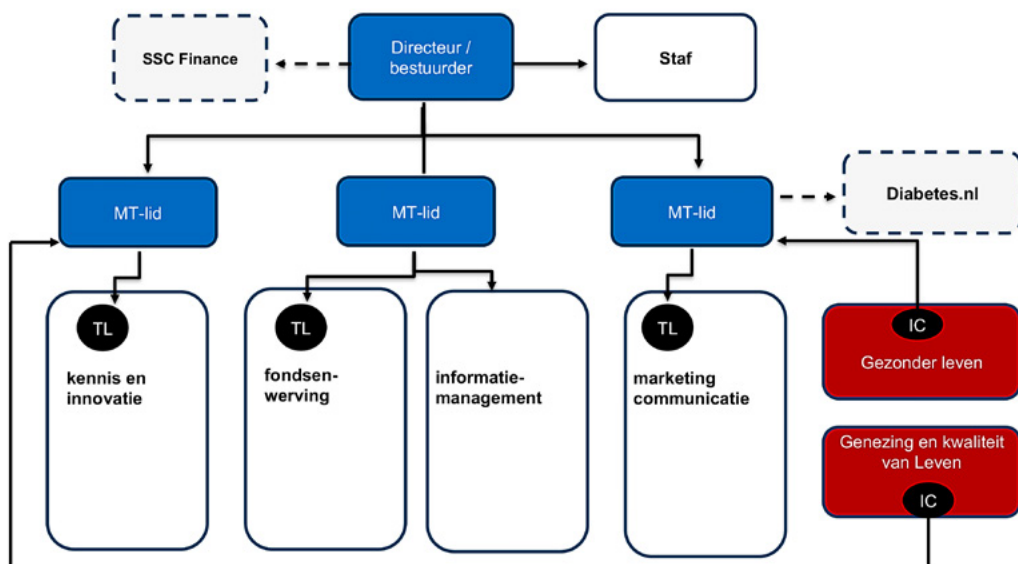 SSC Finance
Directeur /
bestuurder
Staf
MT-lid
MT-lid
MT-lid
Diabetes.nl
TL
kennis en
innovatie
TL
fondsen-
werving
informatie-
management
TL
marketing
communicatie
IC
Gezonder leven
Genezing en kwaliteit
van Leven
IC